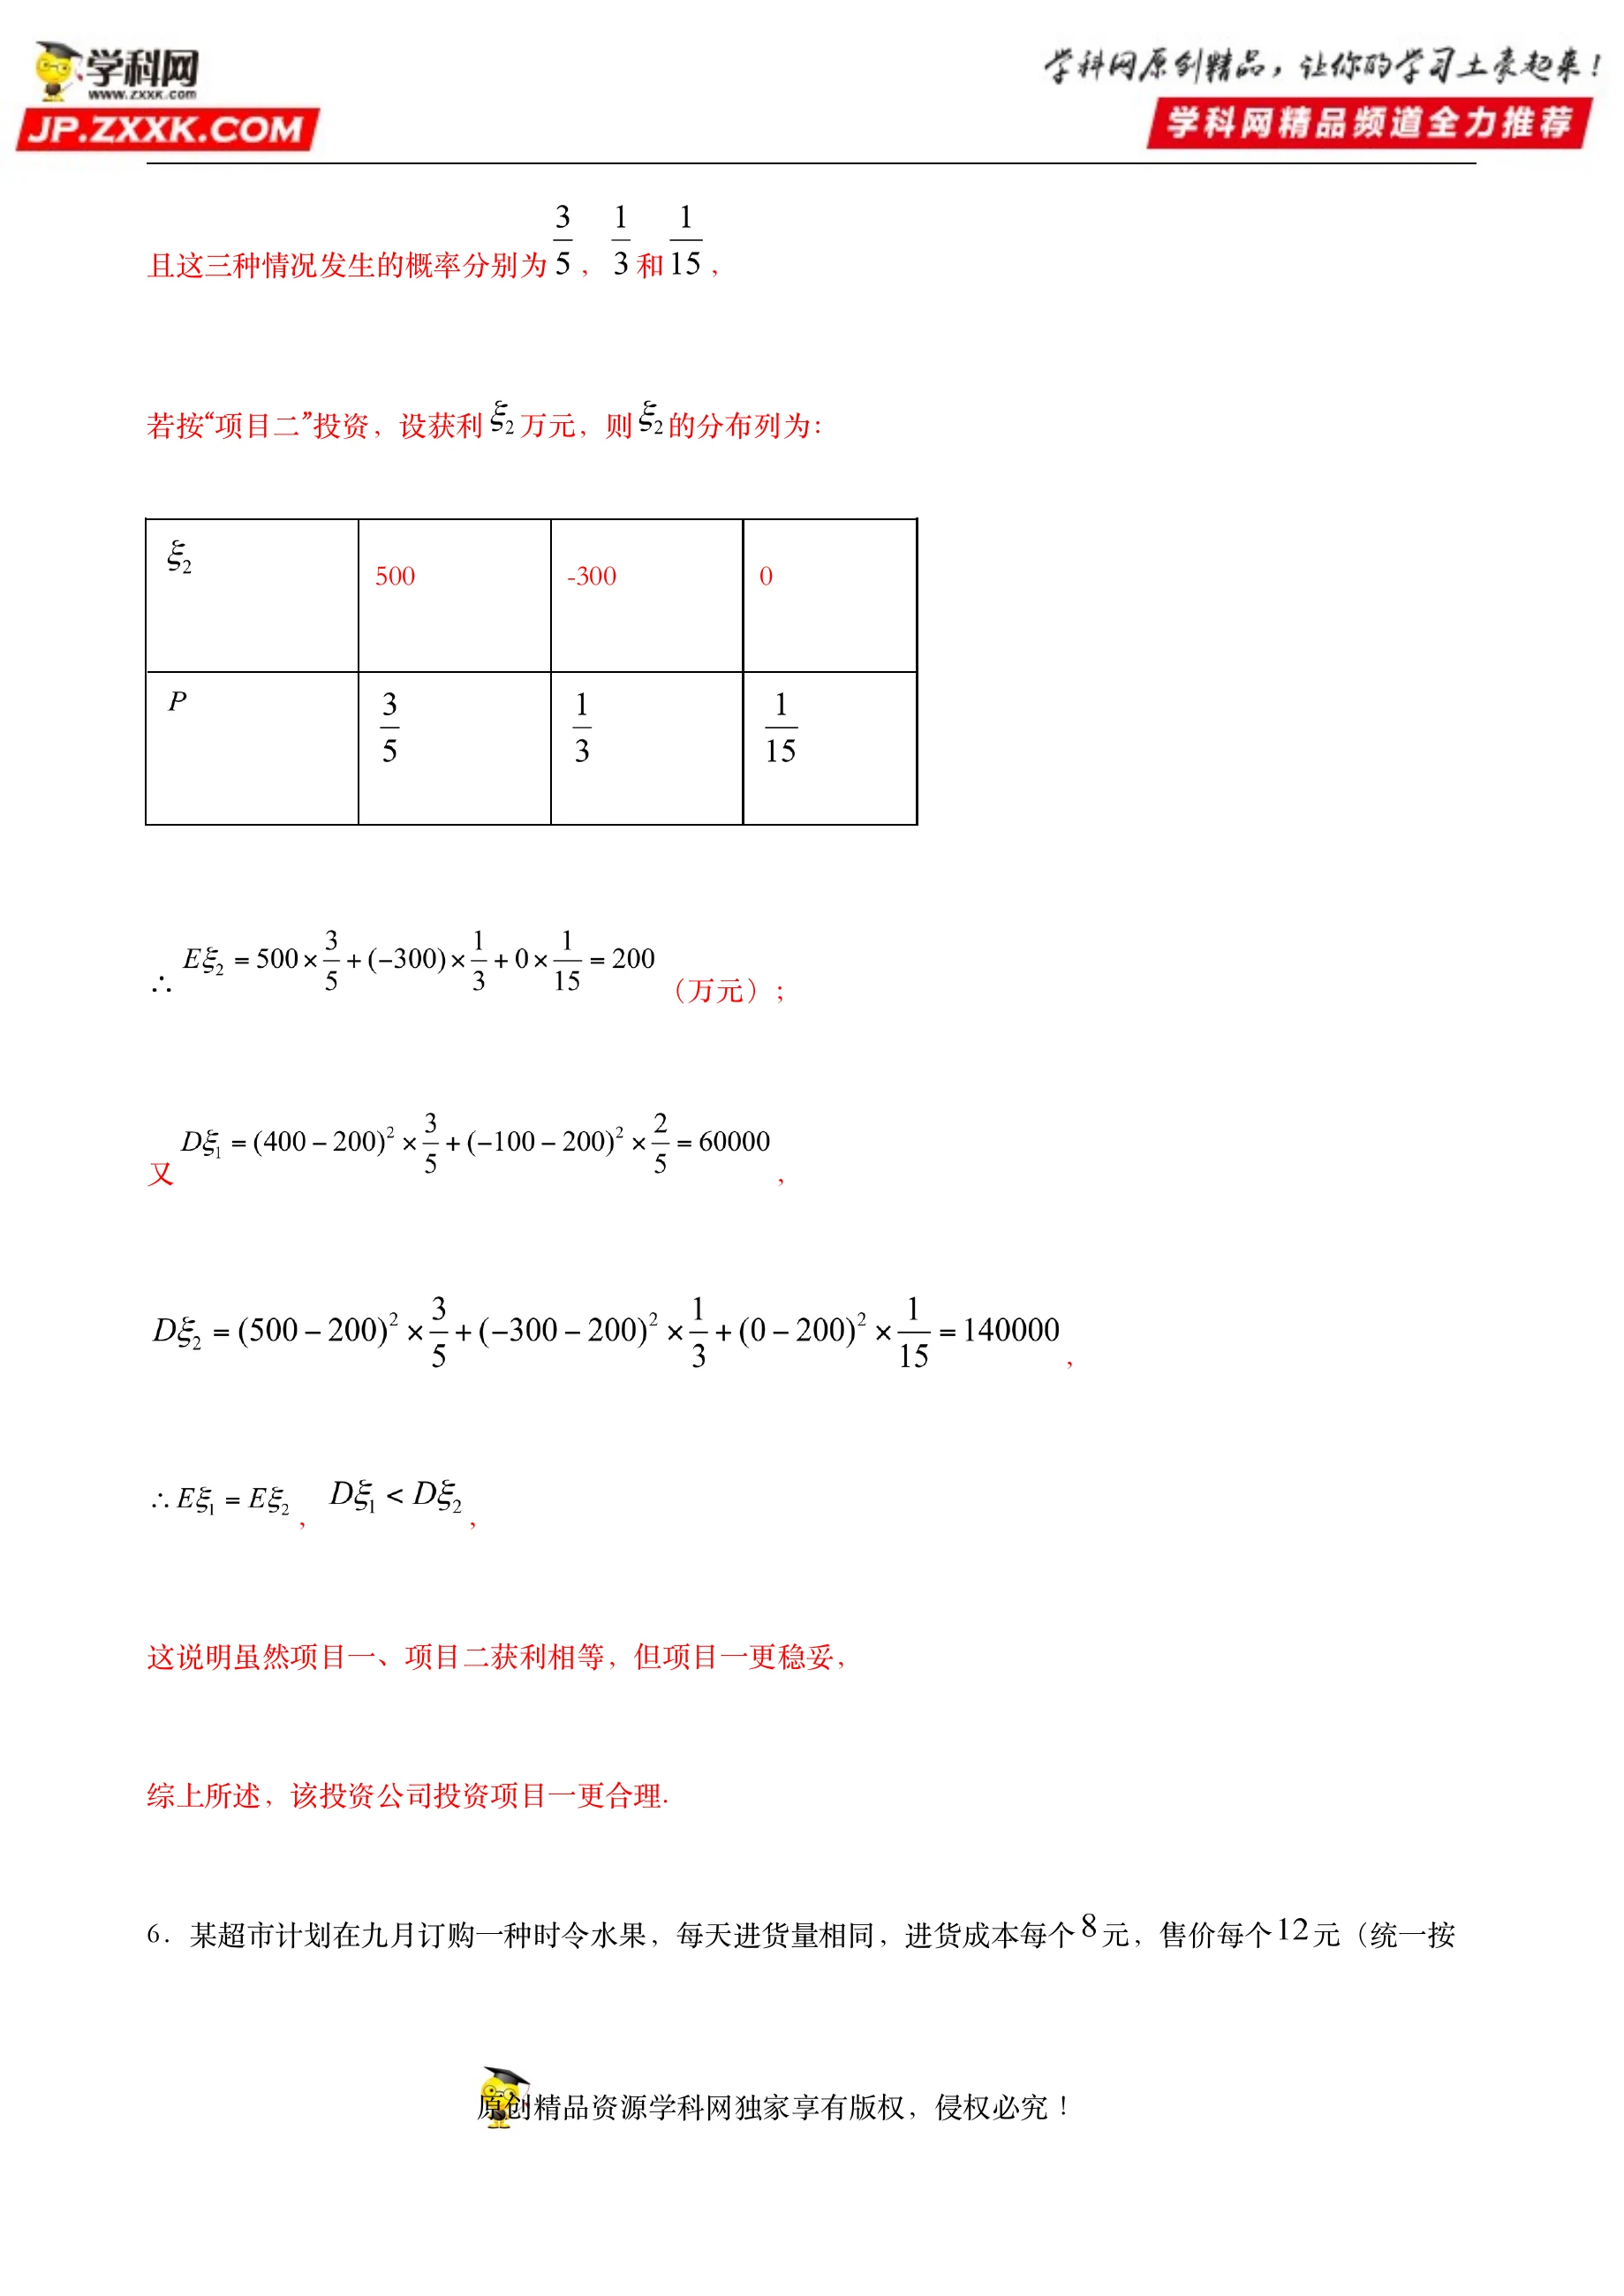 学科网
www.zxxk.com
JP.ZXXK.COM
学科网原创精品，让你的学习土豪起来！
学科网精品频道全力推荐
且这三种情况发生的概率分别为 3/5 ，1/3 和 1/15 ，
若按“项目二”投资，设获利 ξ₂ 万元，则 ξ₂ 的分布列为：
ξ₂ 500 -300 0
P 3/5 1/3 1/15
∴ Eξ₂ = 500 × 3/5 + (−300) × 1/3 + 0 × 1/15 = 200（万元）；
又 Dξ₁ = (400 − 200)² × 3/5 + (−100 − 200)² × 2/5 = 60000 ，
Dξ₂ = (500 − 200)² × 3/5 + (−300 − 200)² × 1/3 + (0 − 200)² × 1/15 = 140000 ，
∴ Eξ₁ = Eξ₂ ， Dξ₁ < Dξ₂ ，
这说明虽然项目一、项目二获利相等，但项目一更稳妥，
综上所述，该投资公司投资项目一更合理.
6．某超市计划在九月订购一种时令水果，每天进货量相同，进货成本每个8元，售价每个12元（统一按
原创精品资源学科网独家享有版权，侵权必究！